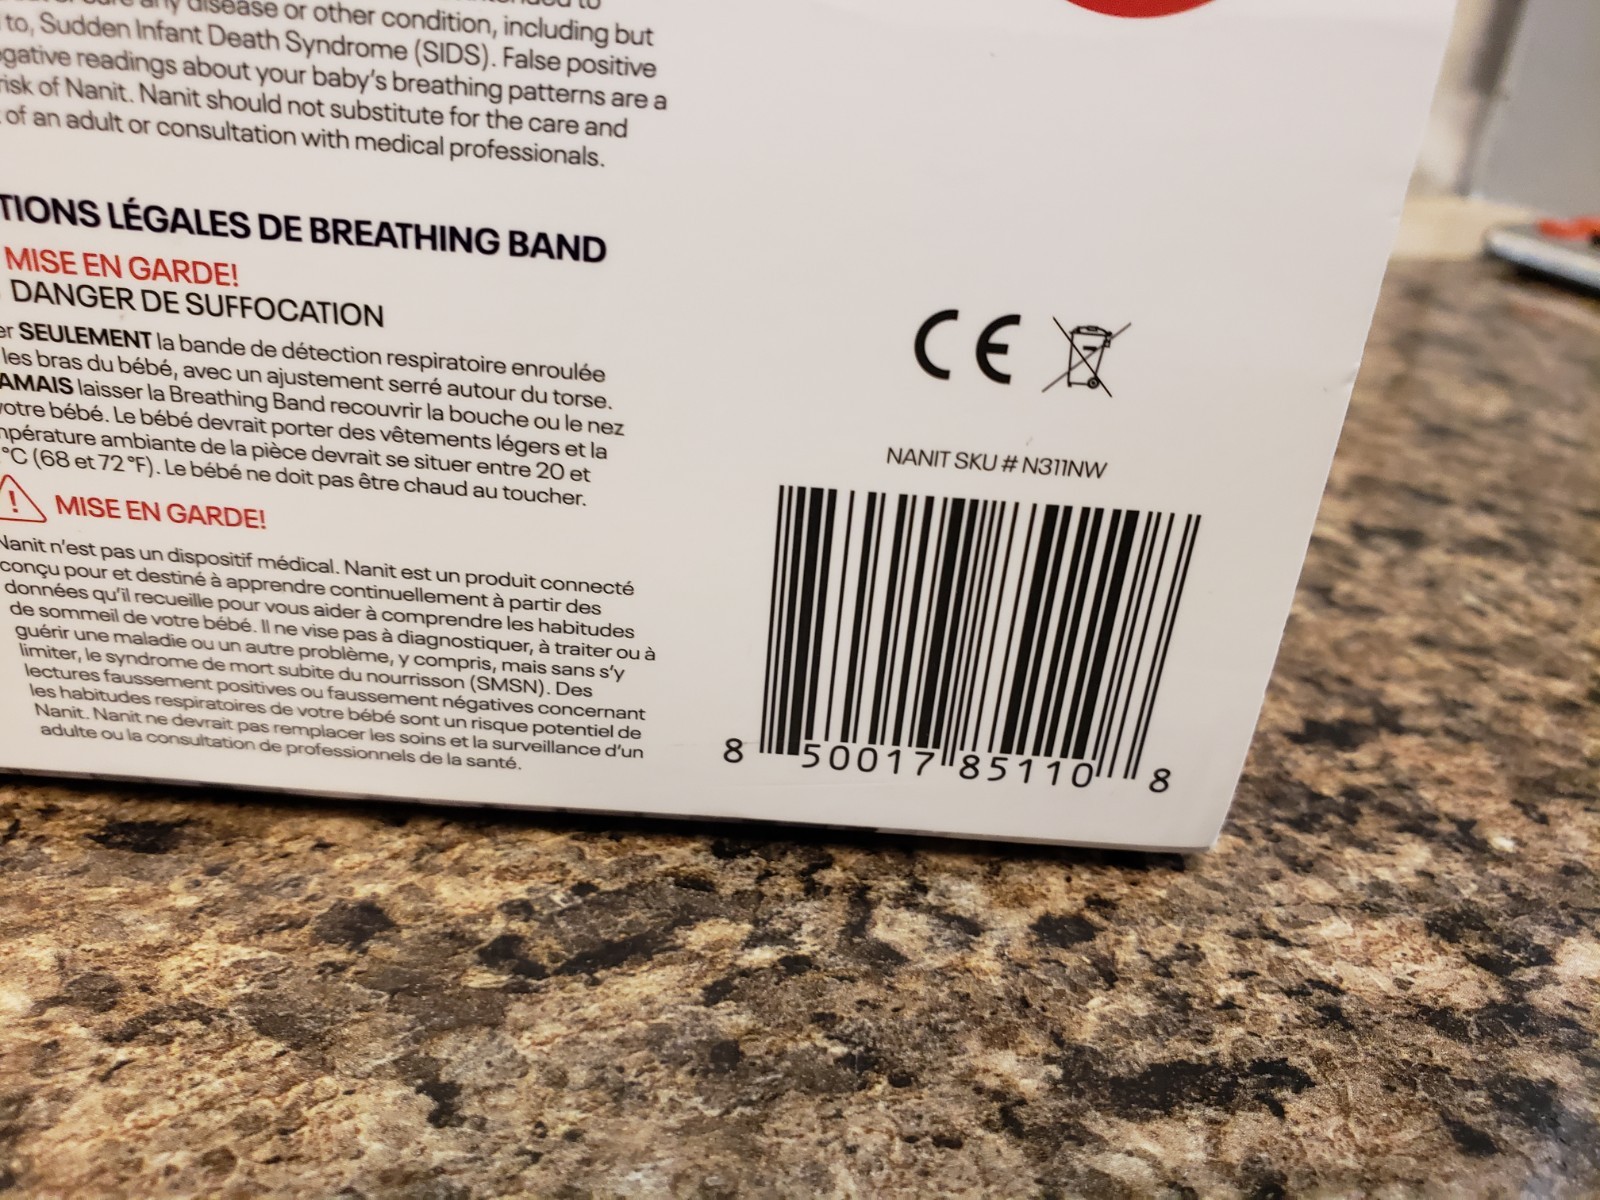 any disease or other condition, including but
to, Sudden Infant Death Syndrome (SIDS). False positive
readings about your baby's breathing patterns are a
risk of Nanit. Nanit should not substitute for the care and
of an adult or consultation with medical professionals.
TIONS LÉGALES DE BREATHING BAND
MISE EN GARDE!
DANGER DE SUFFOCATION
er SEULEMENT la bande de détection respiratoire enroulée
les bras du bébé, avec un ajustement serré autour du torse.
AMAIS laisser la Breathing Band recouvrir la bouche ou le nez
votre bébé. Le bébé devrait porter des vêtements légers et la
mpérature ambiante de la pièce devrait se situer entre 20 et
°C (68 et 72 °F). Le bébé ne doit pas être chaud au toucher.
MISE EN GARDE!
Nanit n'est pas un dispositif médical. Nanit est un produit connecté
conçu pour et destiné à apprendre continuellement à partir des
données qu'il recueille pour vous aider à comprendre les habitudes
de sommeil de votre bébé. Il ne vise pas à diagnostiquer, à traiter ou à
guérir une maladie ou un autre problème, y compris, mais sans s'y
limiter, le syndrome de mort subite du nourrisson (SMSN). Des
lectures faussement positives ou faussement négatives concernant
les habitudes respiratoires de votre bébé sont un risque potentiel de
Nanit. Nanit ne devrait pas remplacer les soins et la surveillance d'un
adulte ou la consultation de professionnels de la santé.
CE
NANIT SKU # N311NW
8 50017 85110 8